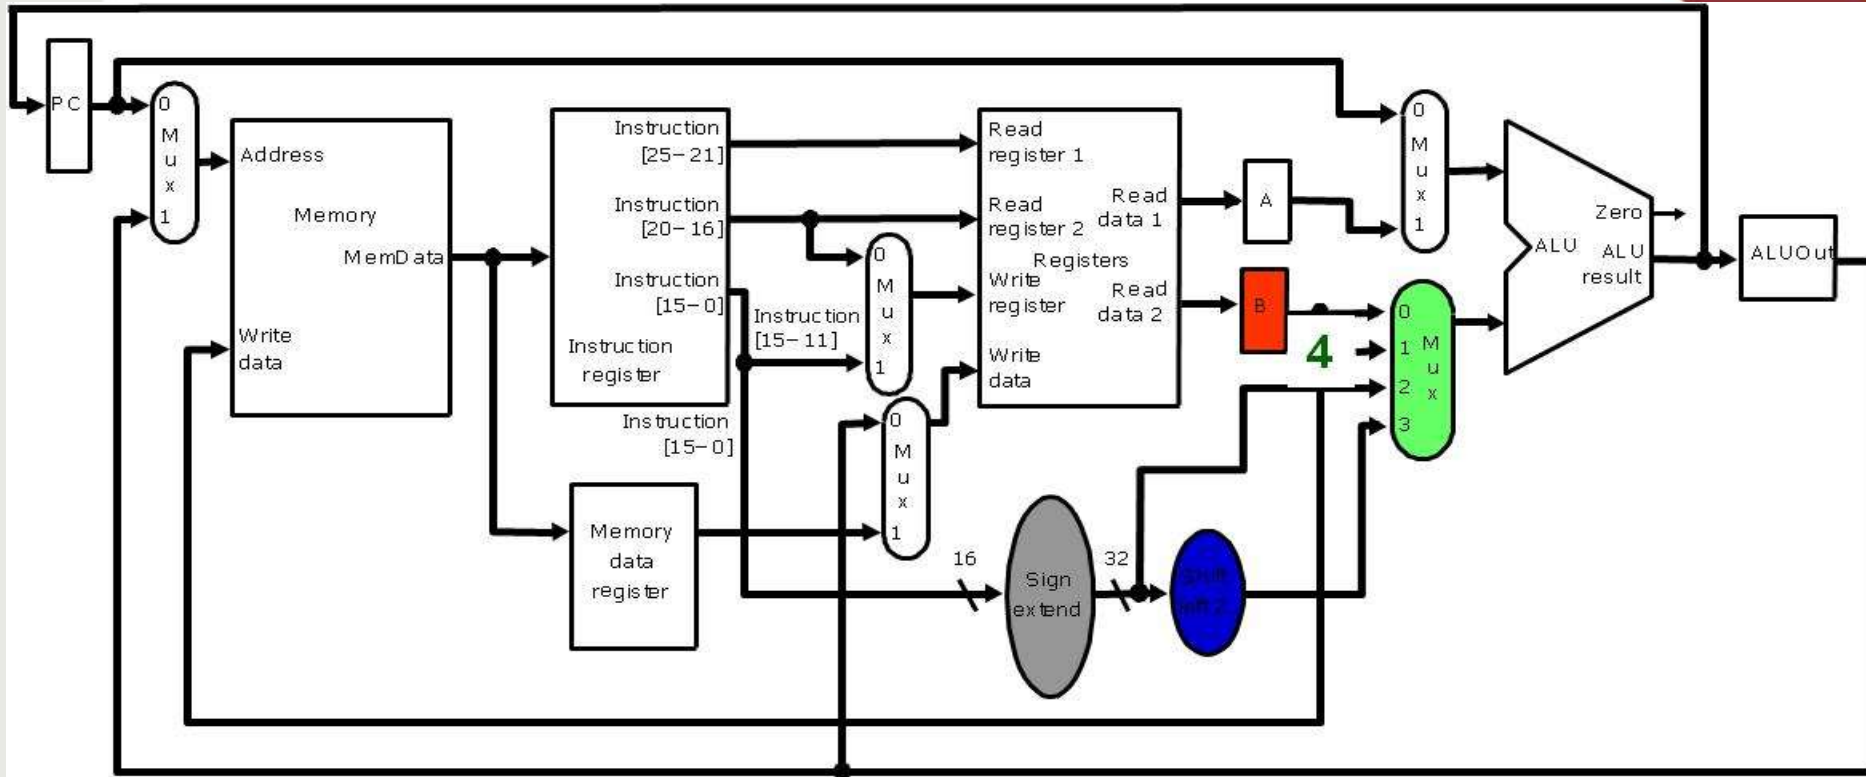 PC
0
M
u
x
1
Address
Memory
MemData
Write
data
Instruction
[25-21]
Instruction
[20-16]
Instruction
[15-0]
Instruction
register
Instruction
[15-11]
Instruction
[15-0]
0
M
u
x
1
0
M
u
x
1
Memory
data
register
Read
register 1
Read
register 2
Registers
Write
register
Write
data
Read
data 1
Read
data 2
16
Sign
extend
32
Shift
left 2
A
B
4
0
M
u
x
1
0
1
2
3
M
u
x
Zero
ALU
ALU
result
ALUOut